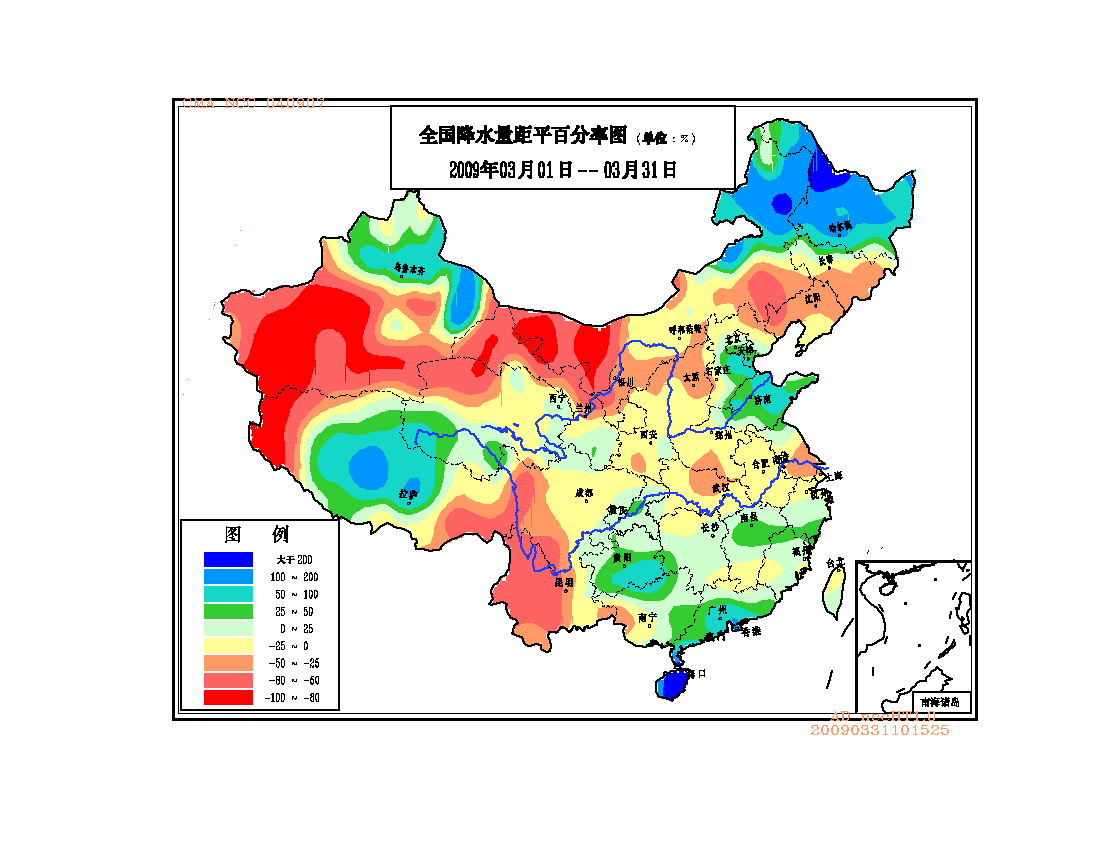 CMA NCC 040907
全国降水量距平百分率图 (单位:%)
2009年03月01日 -- 03月31日
哈尔滨
长春
乌鲁木齐
沈阳
呼和浩特
北京
天津
银川
太原
石家庄
西宁
济南
兰州
西安
郑州
合肥
南京
上海
拉萨
成都
武汉
杭州
重庆
长沙
南昌
贵阳
福州
台北
昆明
南宁
广州
澳门
香港
海口
图 例
大于 200
100 ~ 200
50 ~ 100
25 ~ 50
0 ~ 25
-25 ~ 0
-50 ~ -25
-80 ~ -50
-100 ~ -80
南海诸岛
20090331101525